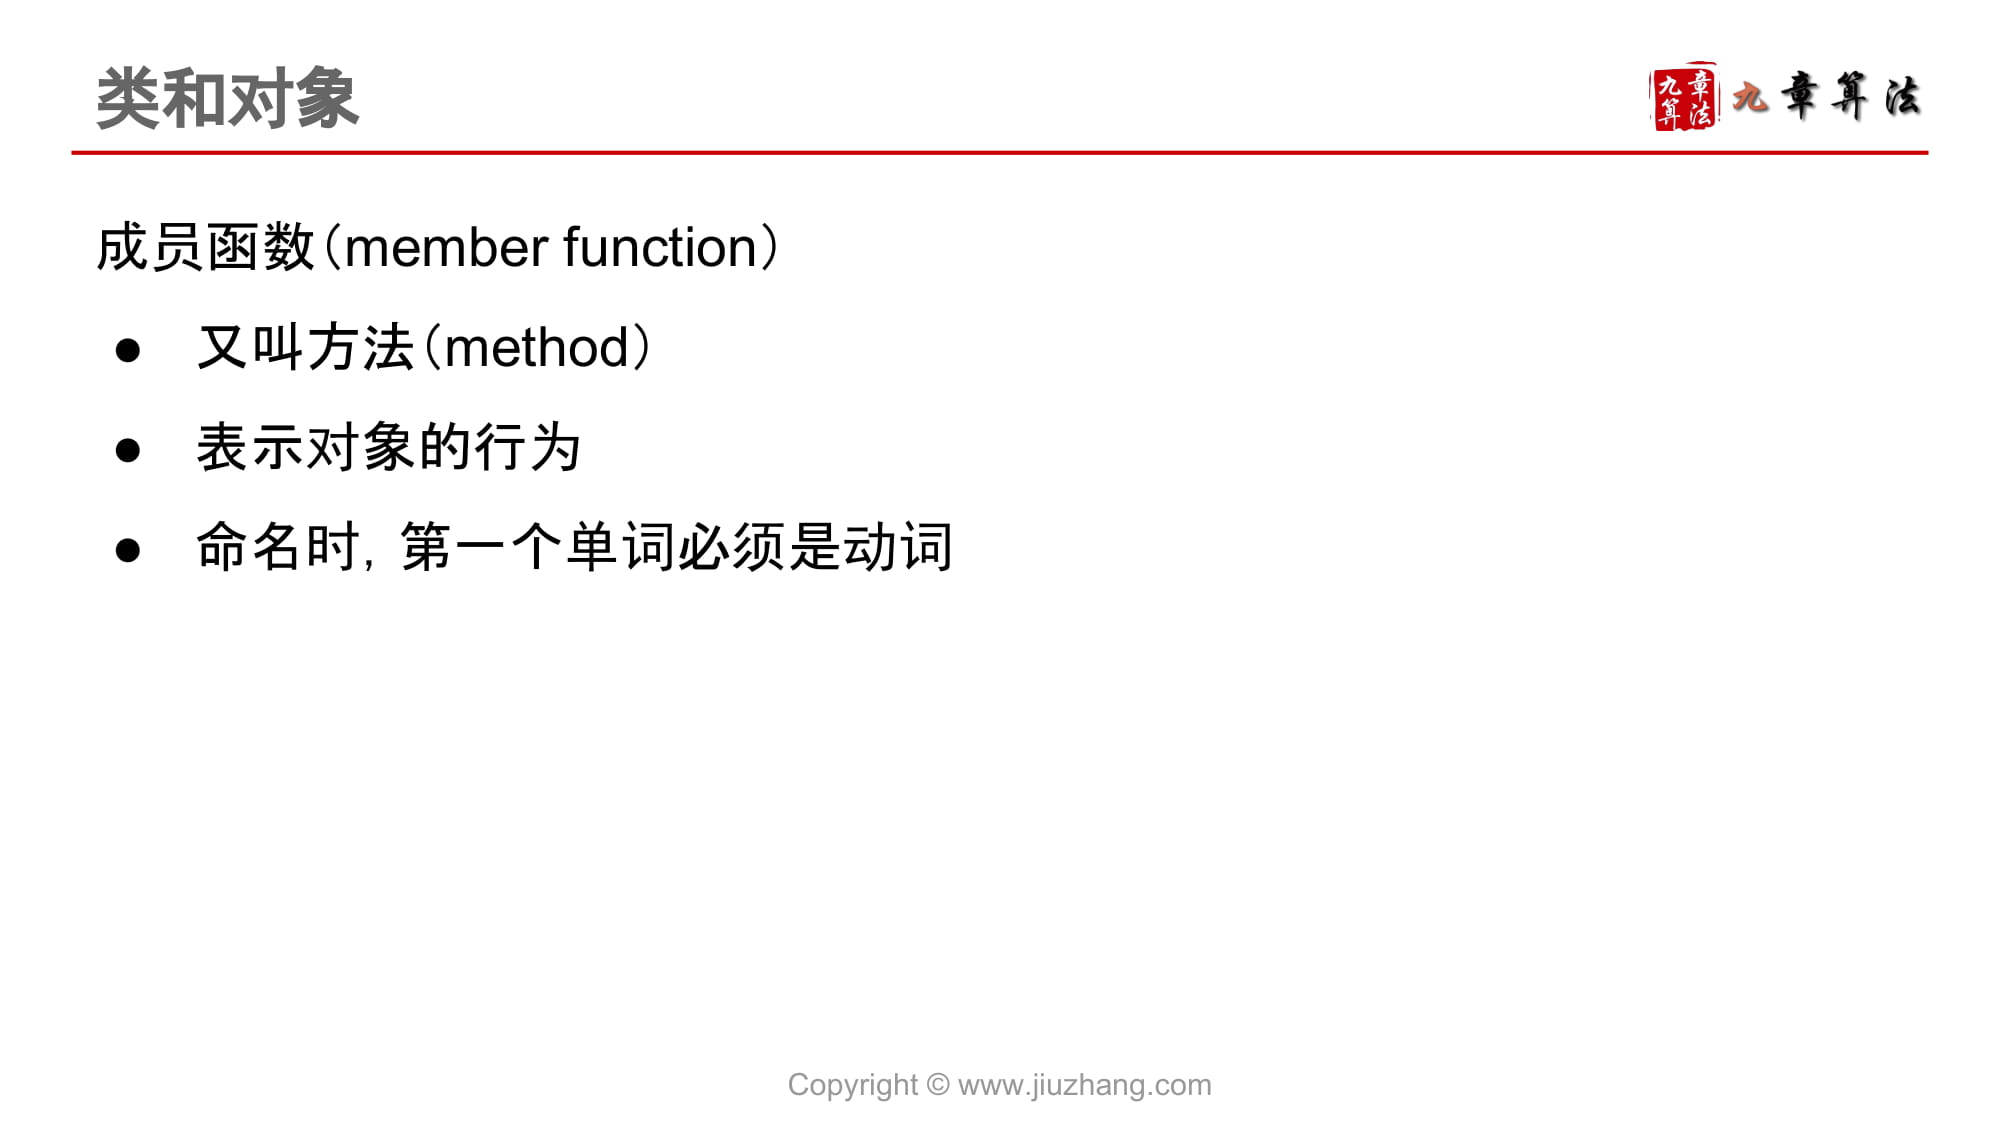 类和对象
九章算法
九章算法
成员函数（member function）
● 又叫方法（method）
● 表示对象的行为
● 命名时，第一个单词必须是动词
Copyright © www.jiuzhang.com